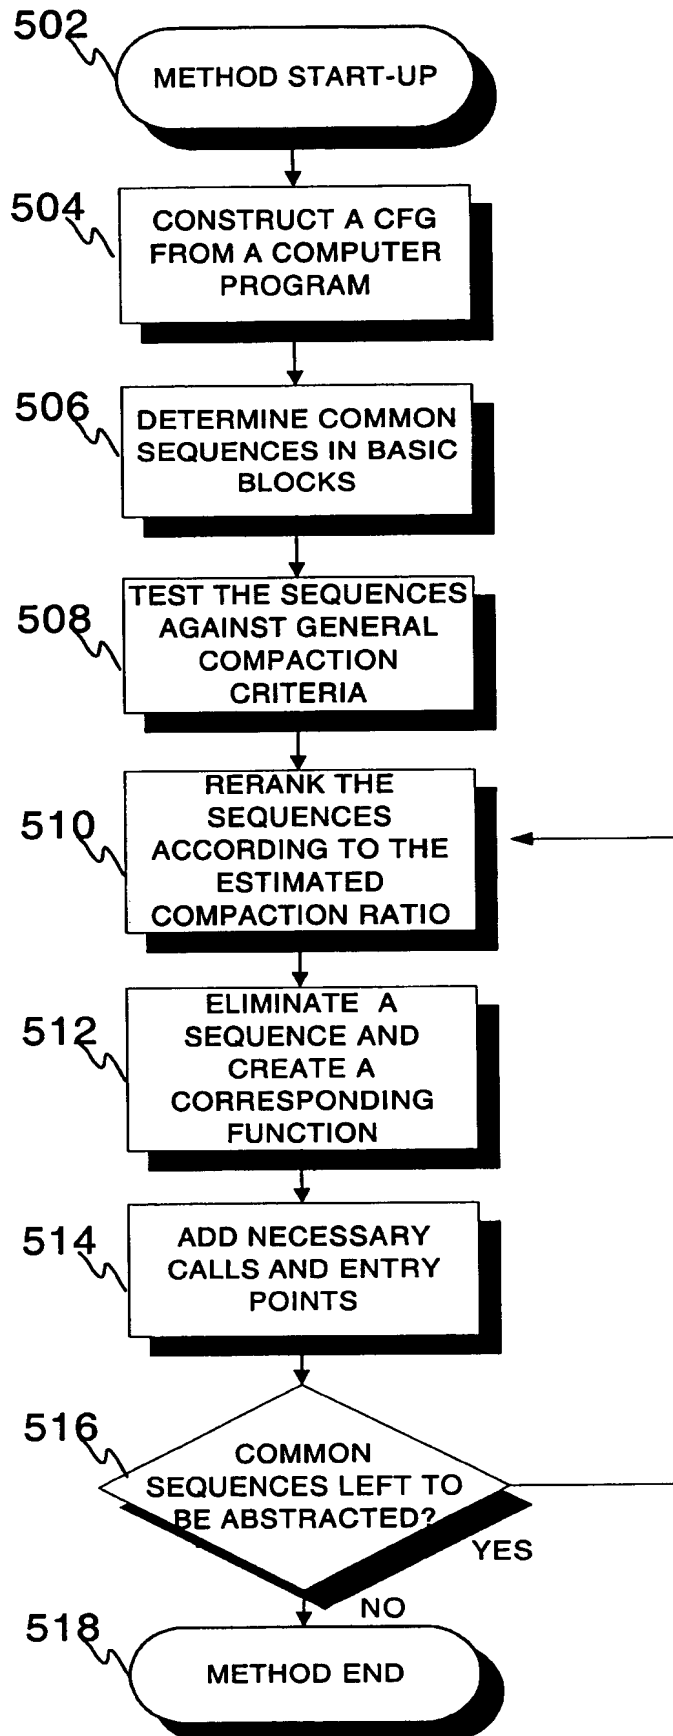 502
METHOD START-UP
504
CONSTRUCT A CFG
FROM A COMPUTER
PROGRAM
506
DETERMINE COMMON
SEQUENCES IN BASIC
BLOCKS
508
TEST THE SEQUENCES
AGAINST GENERAL
COMPACTION
CRITERIA
510
RERANK THE
SEQUENCES
ACCORDING TO THE
ESTIMATED
COMPACTION RATIO
512
ELIMINATE A
SEQUENCE AND
CREATE A
CORRESPONDING
FUNCTION
514
ADD NECESSARY
CALLS AND ENTRY
POINTS
516
COMMON
SEQUENCES LEFT TO
BE ABSTRACTED?
YES
NO
518
METHOD END